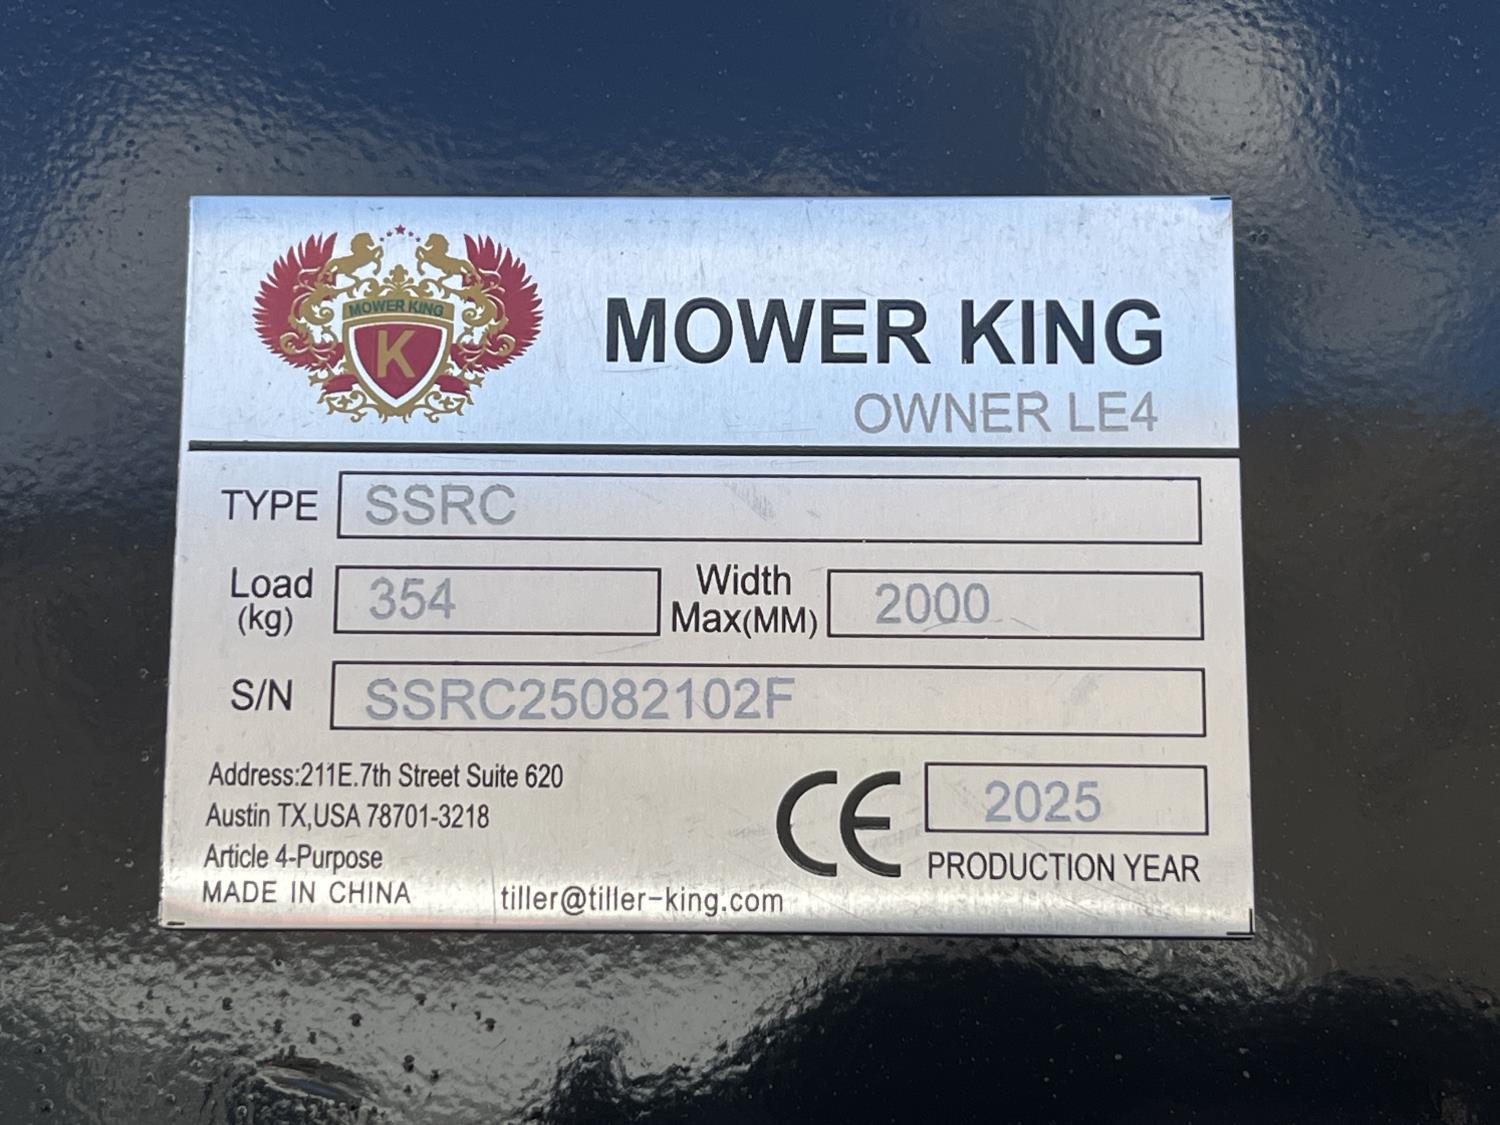 MOWER KING
K
MOWER KING
OWNER LE4
TYPE SSRC
Load (kg) 354 Width Max(MM) 2000
S/N SSRC25082102F
Address:211E.7th Street Suite 620
Austin TX,USA 78701-3218
Article 4-Purpose
MADE IN CHINA tiller@tiller-king.com
CE 2025
PRODUCTION YEAR